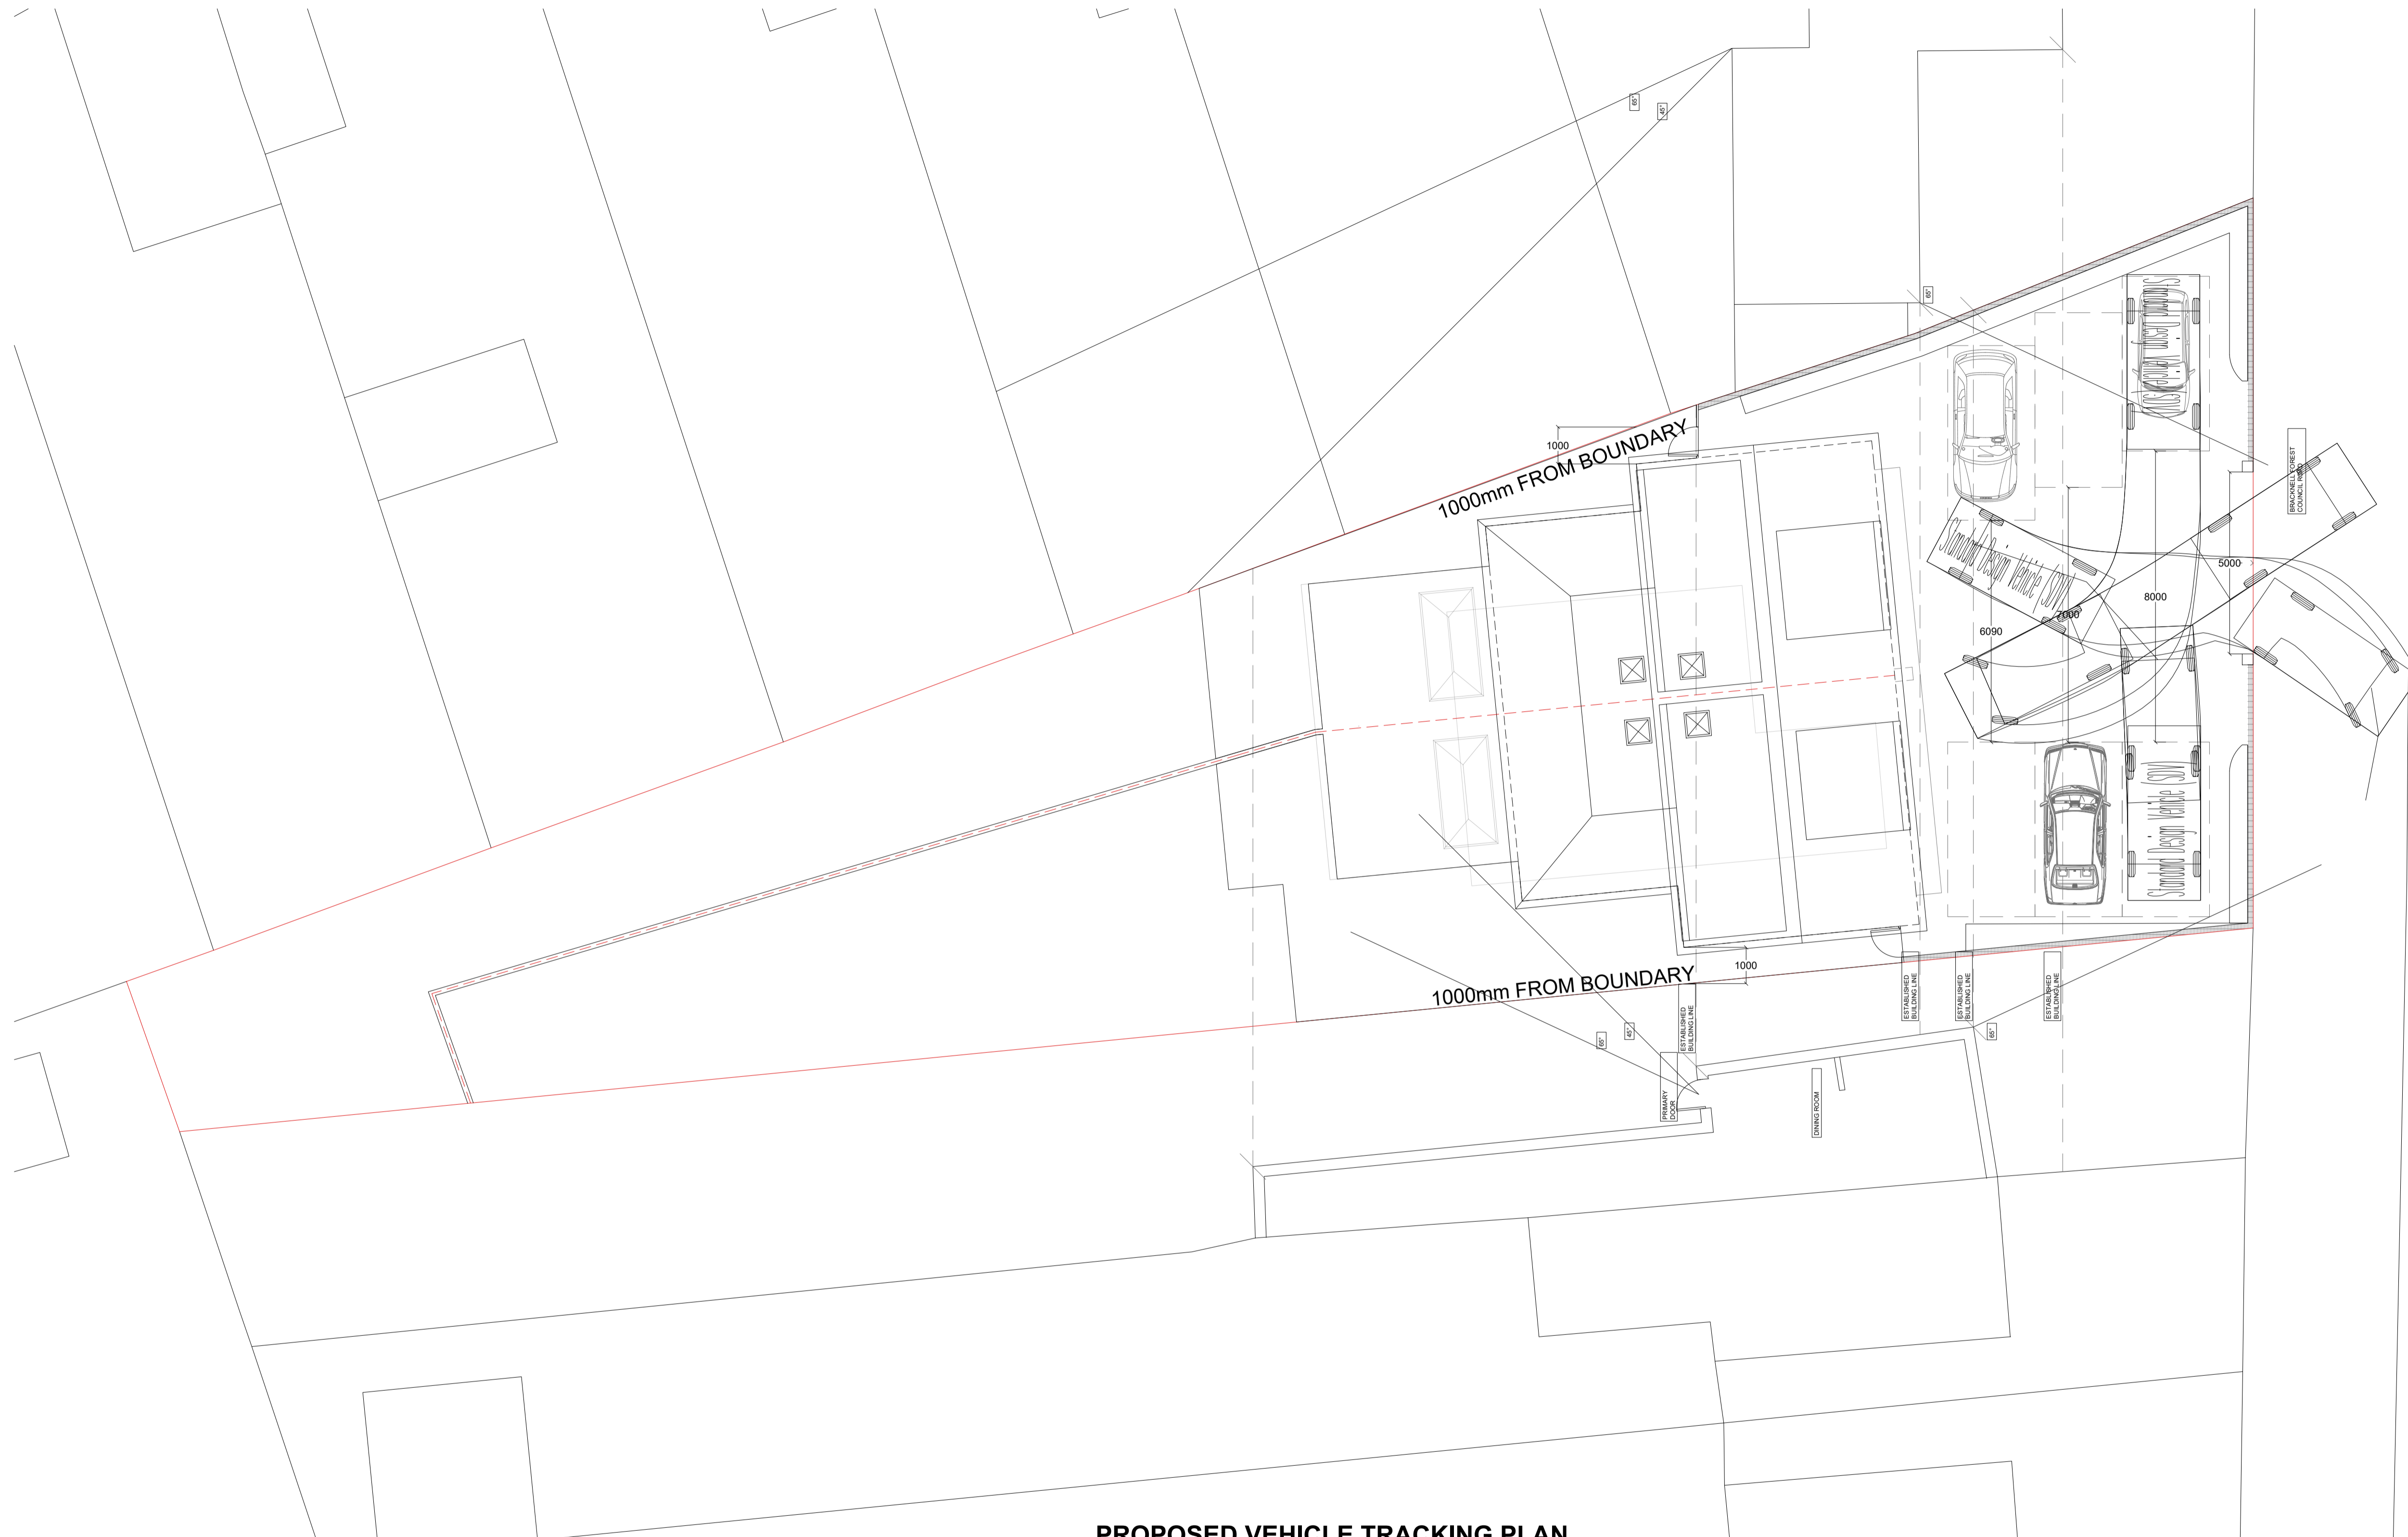 65°
45°
65°
Standard Design Vehicle (SDV)
1000
1000mm FROM BOUNDARY
BRACKNELL FOREST
COUNCIL ROAD
Standard Design Vehicle (SDV)
5000
8000
7000
6090
Standard Design Vehicle (SDV)
1000
1000mm FROM BOUNDARY
ESTABLISHED
BUILDING LINE
ESTABLISHED
BUILDING LINE
ESTABLISHED
BUILDING LINE
ESTABLISHED
BUILDING LINE
65°
45°
65°
PRIMARY
DOOR
DINING ROOM
PROPOSED VEHICLE TRACKING PLAN